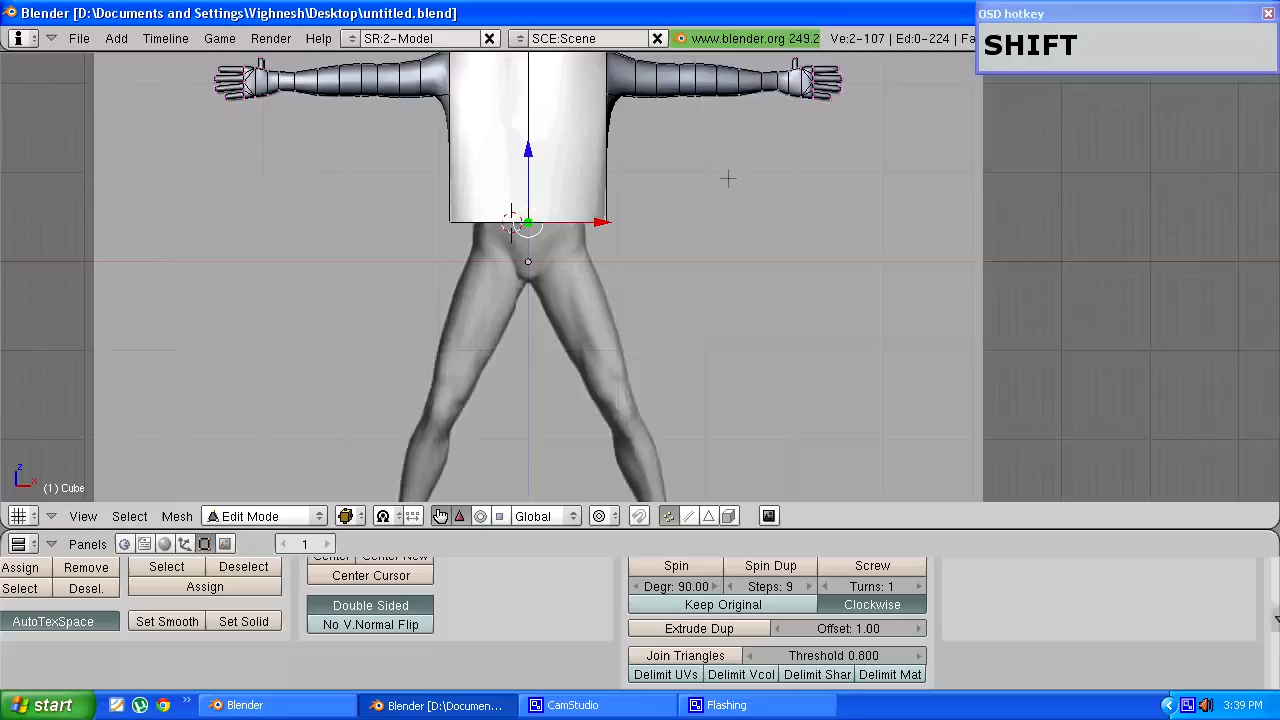 Blender [D:\Documents and Settings\Vighnesh\Desktop\untitled.blend]
OSD hotkey
SHIFT
File Add Timeline Game Render Help SR:2-Model SCE:Scene www.blender.org 249.2 Ve:2-107 | Ed:0-224 | Fa
z
x
(1) Cube
View Select Mesh Edit Mode Global
Panels 1
Assign Remove Select Deselect Center Center New Spin Spin Dup Screw
Select Desel. Assign Center Cursor Degr: 90.00 Steps: 9 Turns: 1
Double Sided Keep Original Clockwise
AutoTexSpace Set Smooth Set Solid No V.Normal Flip Extrude Dup Offset: 1.00
Join Triangles Threshold 0.800
Delimit UVs Delimit Vcol Delimit Shar Delimit Mat
start Blender Blender [D:\Documen... CamStudio Flashing 3:39 PM